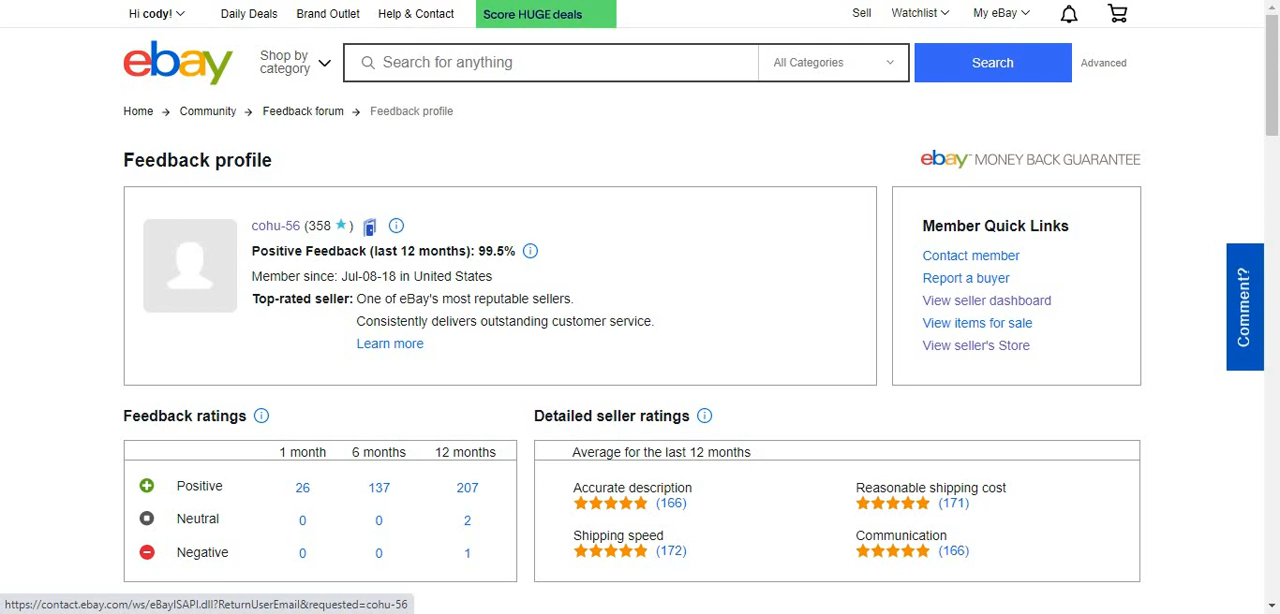 Hi cody! Daily Deals Brand Outlet Help & Contact Score HUGE deals Sell Watchlist My eBay
ebay Shop by category Search for anything All Categories Search Advanced
Home → Community → Feedback forum → Feedback profile
Feedback profile
ebay™ MONEY BACK GUARANTEE
cohu-56 (358 ★)
Positive Feedback (last 12 months): 99.5%
Member since: Jul-08-18 in United States
Top-rated seller: One of eBay's most reputable sellers.
Consistently delivers outstanding customer service.
Learn more
Member Quick Links
Contact member
Report a buyer
View seller dashboard
View items for sale
View seller's Store
Comment?
Feedback ratings
1 month 6 months 12 months
Positive 26 137 207
Neutral 0 0 2
Negative 0 0 1
Detailed seller ratings
Average for the last 12 months
Accurate description
(166)
Reasonable shipping cost
(171)
Shipping speed
(172)
Communication
(166)
https://contact.ebay.com/ws/eBayISAPI.dll?ReturnUserEmail&requested=cohu-56